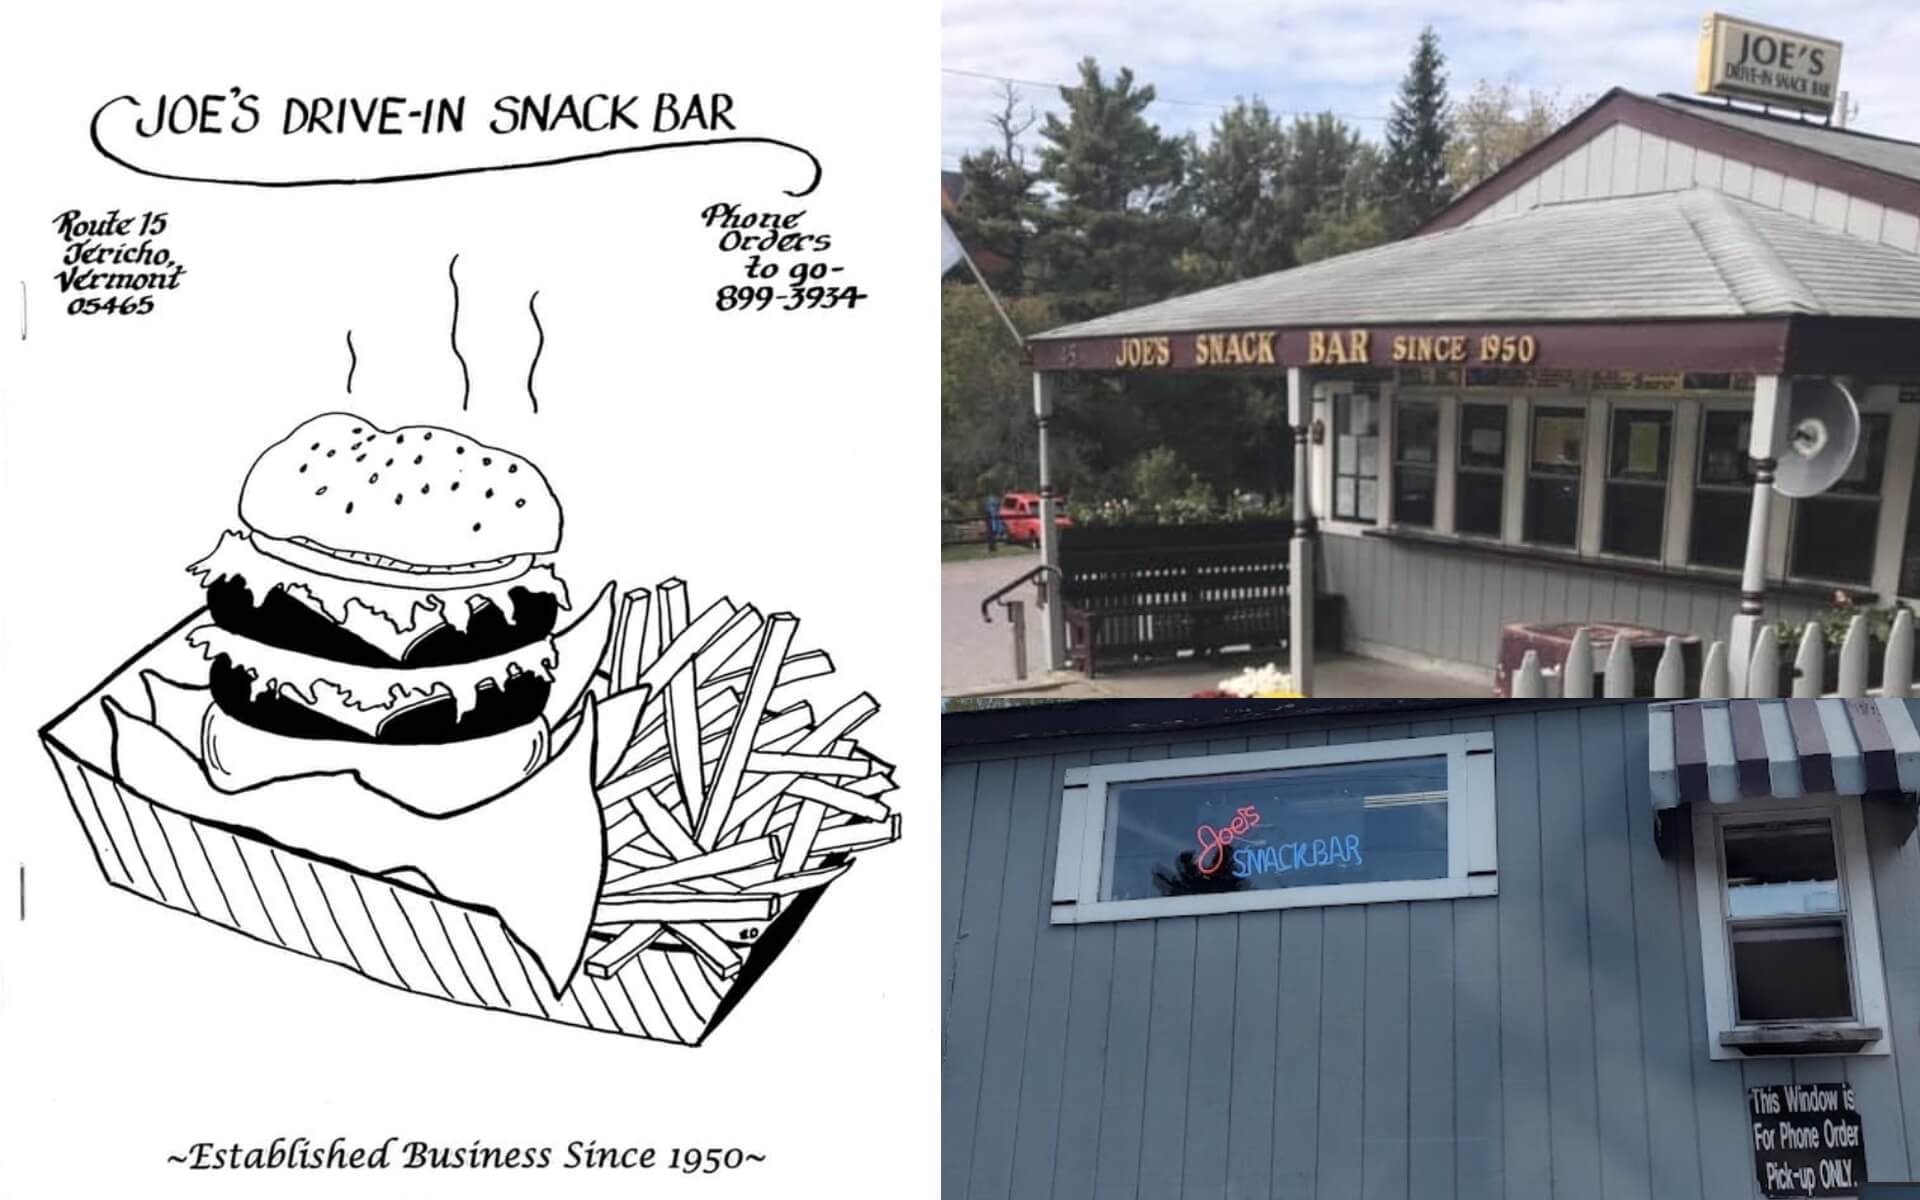 JOE'S DRIVE-IN SNACK BAR
Route 15
Jericho,
Vermont
05465
Phone
Orders
to go-
899-3934
~Established Business Since 1950~
JOE'S
DRIVE-IN SNACK BAR
JOE'S SNACK BAR SINCE 1950
Joe's
SNACK BAR
This Window is
For Phone Order
Pick-up ONLY.